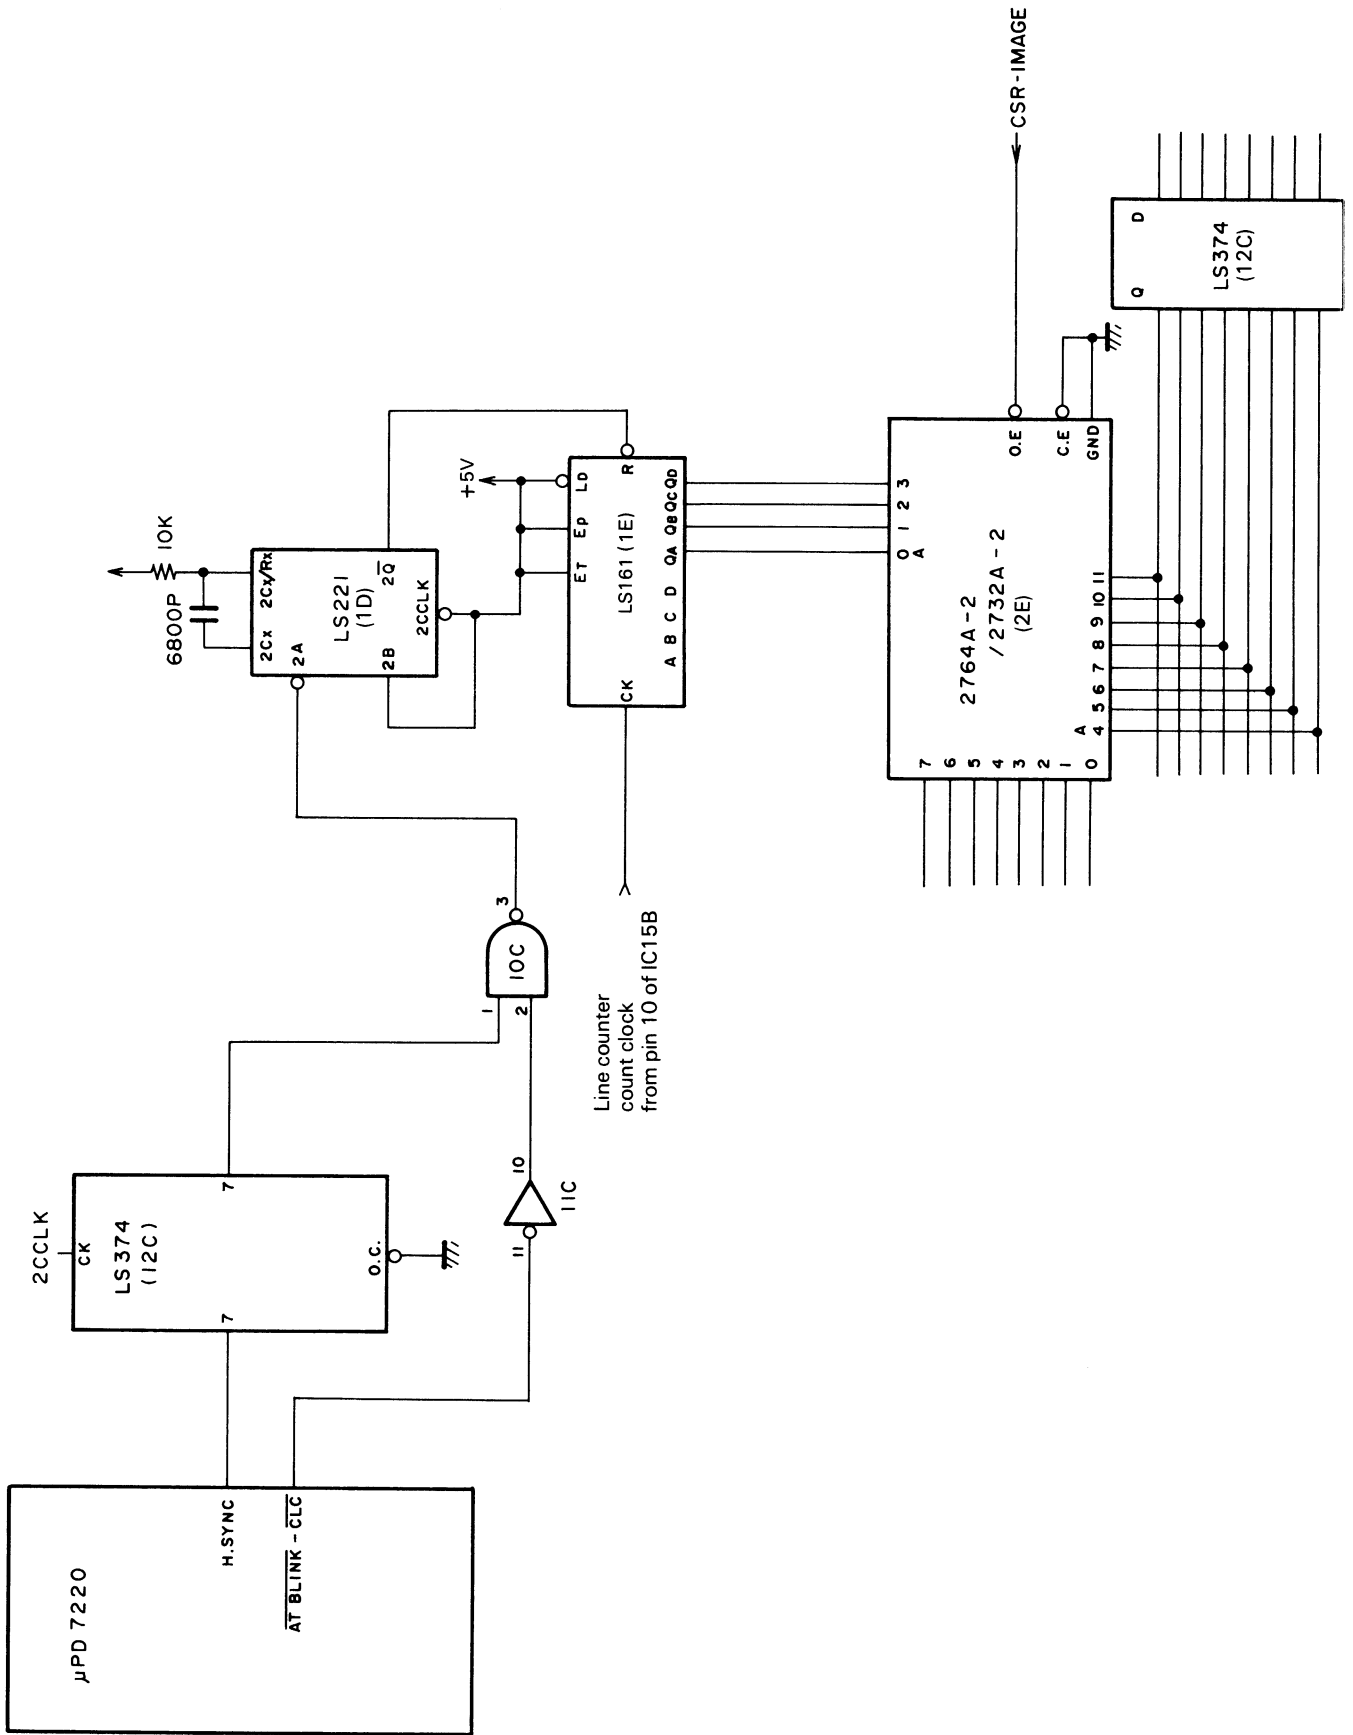 μPD 7220
H.SYNC
AT BLINK - CLC
2CCLK
CK
LS374
(12C)
7
7
O.C.
11
10
11C
1
2
3
10C
Line counter
count clock
from pin 10 of IC15B
6800P
10K
2Cx
2Cx/Rx
2A
LS221
(1D)
2B
2Q
2CCLK
+5V
ET
EP
LD
R
CK
LS161 (1E)
A B C D QA QB QC QD
0 1 2 3
A
2764A-2
/2732A-2
(2E)
O.E
C.E
GND
7
6
5
4
3
2
1
0
A
4 5 6 7 8 9 10 11
CSR-IMAGE
Q
D
LS374
(12C)